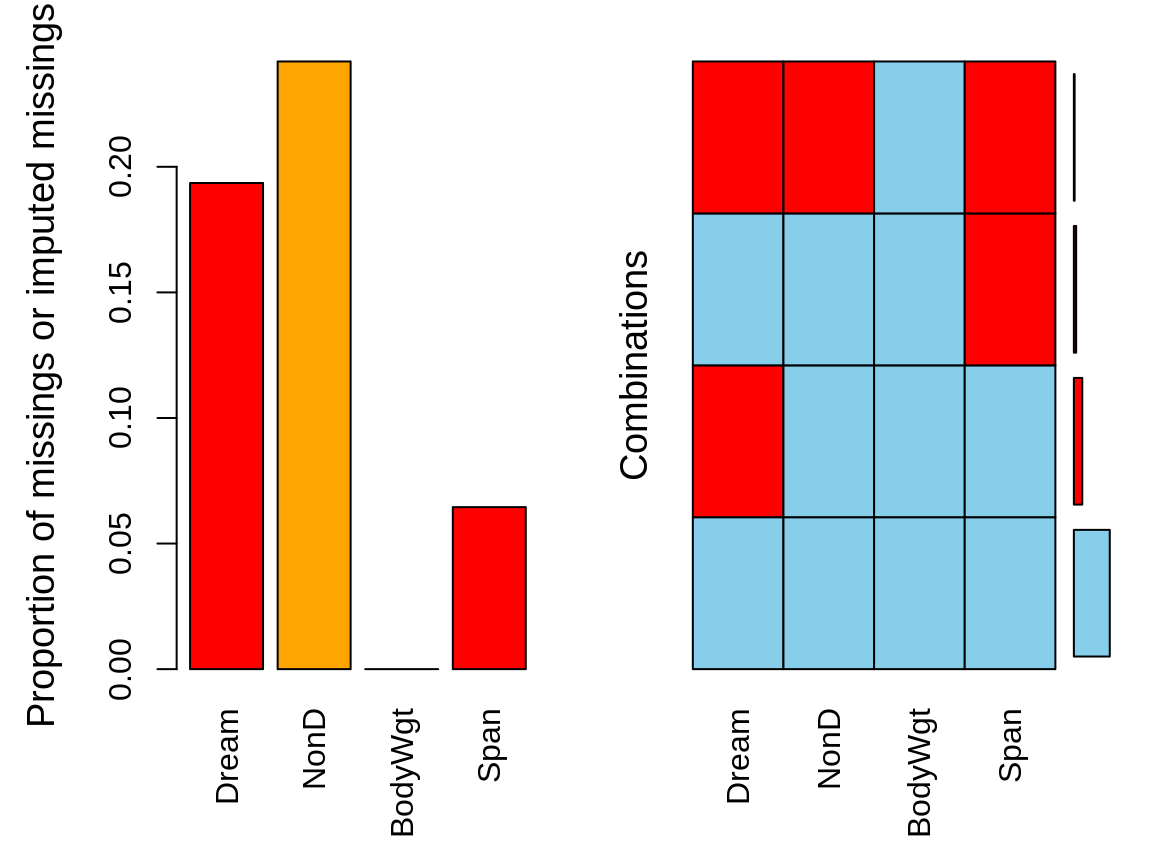 Proportion of missings or imputed missings
0.20
0.15
0.10
0.05
0.00
Dream
NonD
BodyWgt
Span
Combinations
Dream
NonD
BodyWgt
Span